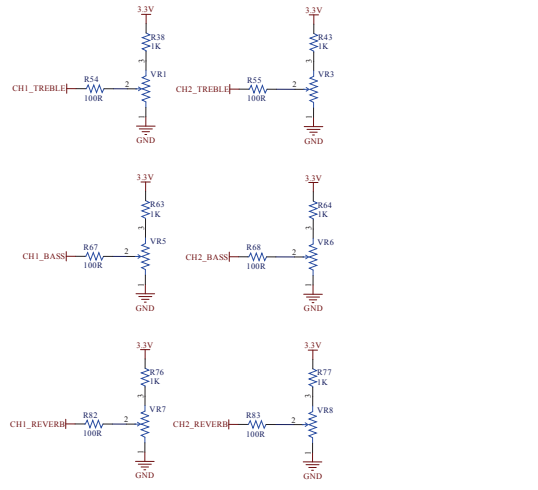 3.3V
3.3V
R38
1K
R43
1K
3
3
VR1
VR3
R54
2
R55
2
CH1_TREBLE
CH2_TREBLE
100R
100R
1
1
GND
GND
3.3V
3.3V
R63
1K
R64
1K
3
3
VR5
VR6
R67
2
R68
2
CH1_BASS
CH2_BASS
100R
100R
1
1
GND
GND
3.3V
3.3V
R76
1K
R77
1K
3
3
VR7
VR8
R82
2
R83
2
CH1_REVERB
CH2_REVERB
100R
100R
1
1
GND
GND